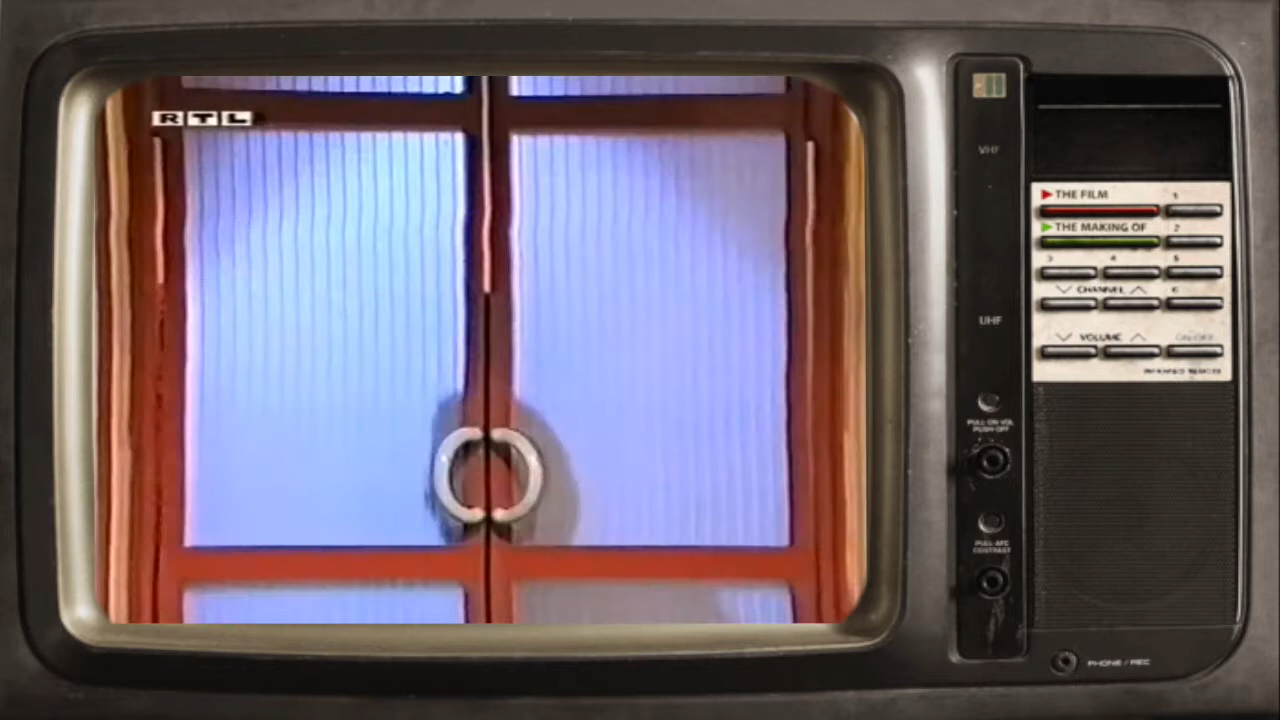 RTL
VHF
THE FILM
1
THE MAKING OF
2
3 4 5
CHANNEL 6
UHF
VOLUME ON/OFF
PULL ON VOL
PUSH-OFF
PULL-AFC
CONTRAST
PHONE / REC